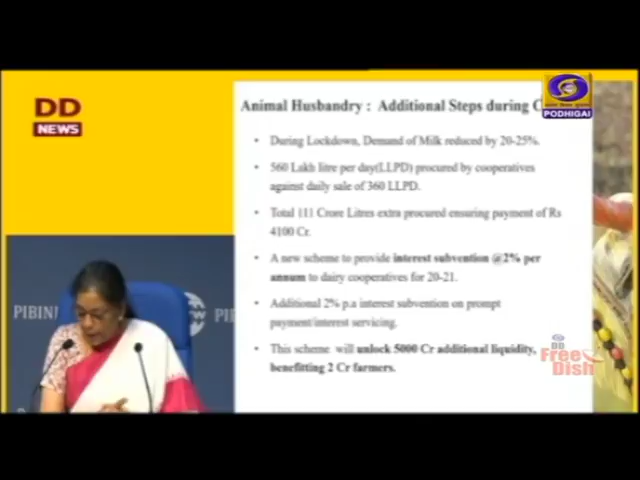 DD
NEWS
PODHIGAI
Animal Husbandry : Additional Steps during C
• During Lockdown, Demand of Milk reduced by 20-25%.
• 560 Lakh litre per day(LLPD) procured by cooperatives
against daily sale of 360 LLPD.
• Total 111 Crore Litres extra procured ensuring payment of Rs
4100 Cr.
• A new scheme to provide interest subvention @2% per
annum to dairy cooperatives for 20-21.
• Additional 2% p.a interest subvention on prompt
payment/interest servicing.
• This scheme will unlock 5000 Cr additional liquidity,
benefitting 2 Cr farmers.
PIBINDI
PIB
DD
Free
Dish